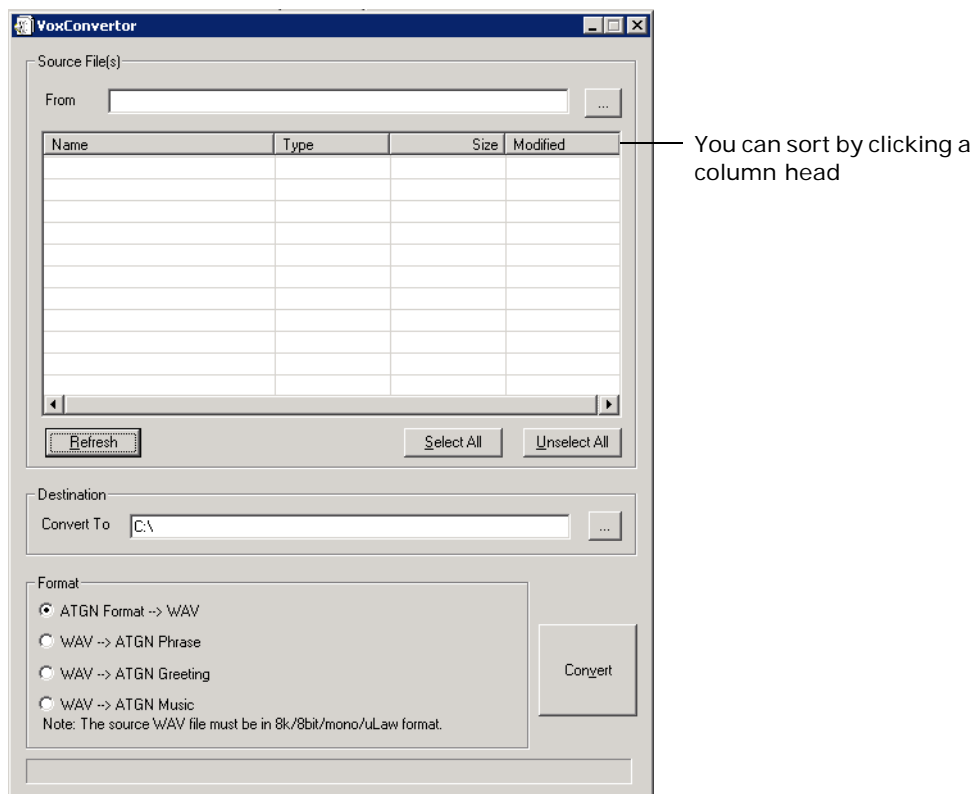 VoxConvertor
Source File(s)
From
...
Name Type Size Modified
You can sort by clicking a
column head
Refresh Select All Unselect All
Destination
Convert To C:\ ...
Format
ATGN Format --> WAV
WAV --> ATGN Phrase
WAV --> ATGN Greeting
WAV --> ATGN Music
Note: The source WAV file must be in 8k/8bit/mono/uLaw format.
Convert